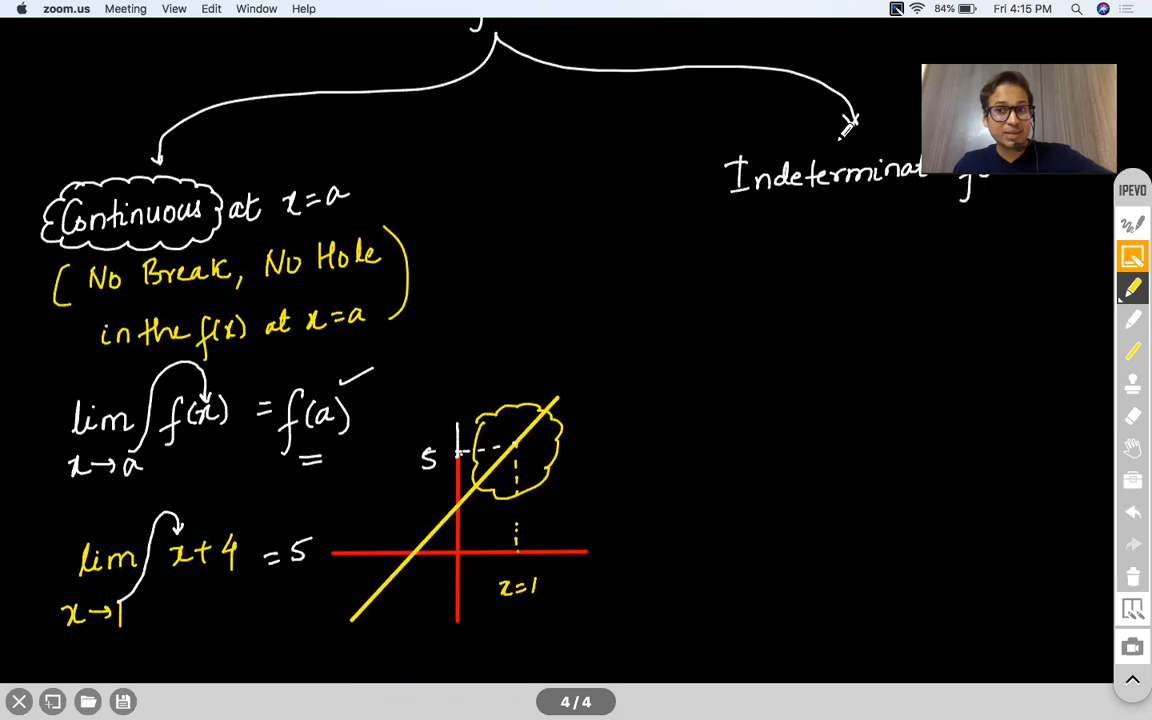 zoom.us Meeting View Edit Window Help 84% Fri 4:15 PM
IPEVO
Indeterminat
Continuous at x=a
( No Break, No Hole
in the f(x) at x=a )
lim f(x) = f(a)
x→a
5
lim x+4 = 5
x→1
x=1
4/4